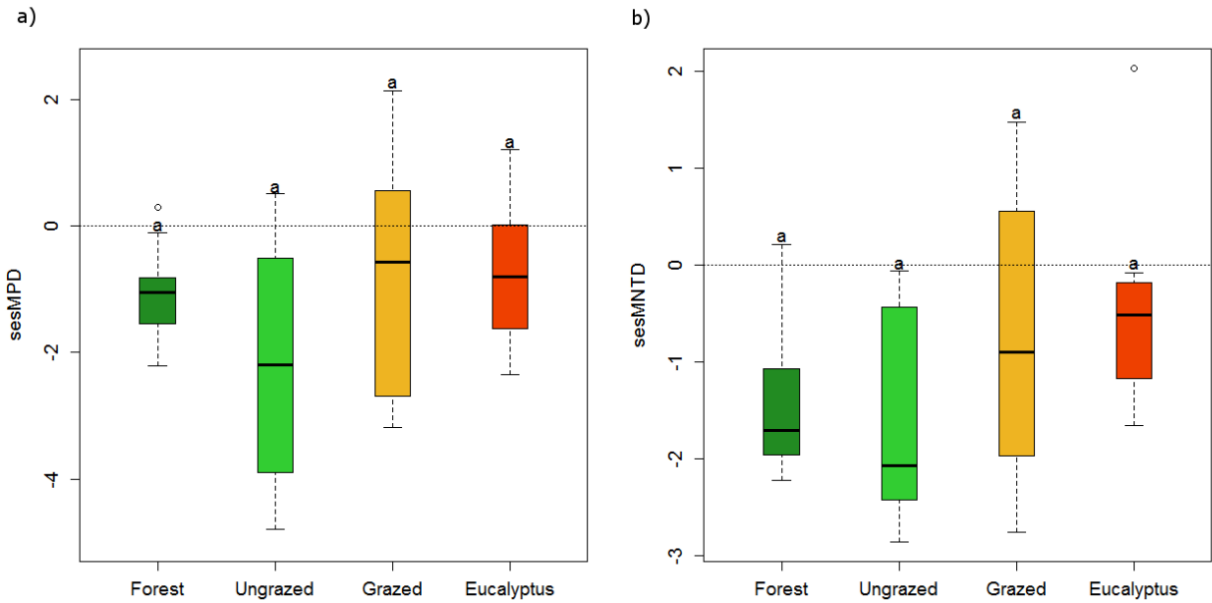 a)
sesMPD
2
0
-2
-4
a
a
a
a
Forest
Ungrazed
Grazed
Eucalyptus
b)
sesMNTD
2
1
0
-1
-2
-3
a
a
a
a
Forest
Ungrazed
Grazed
Eucalyptus